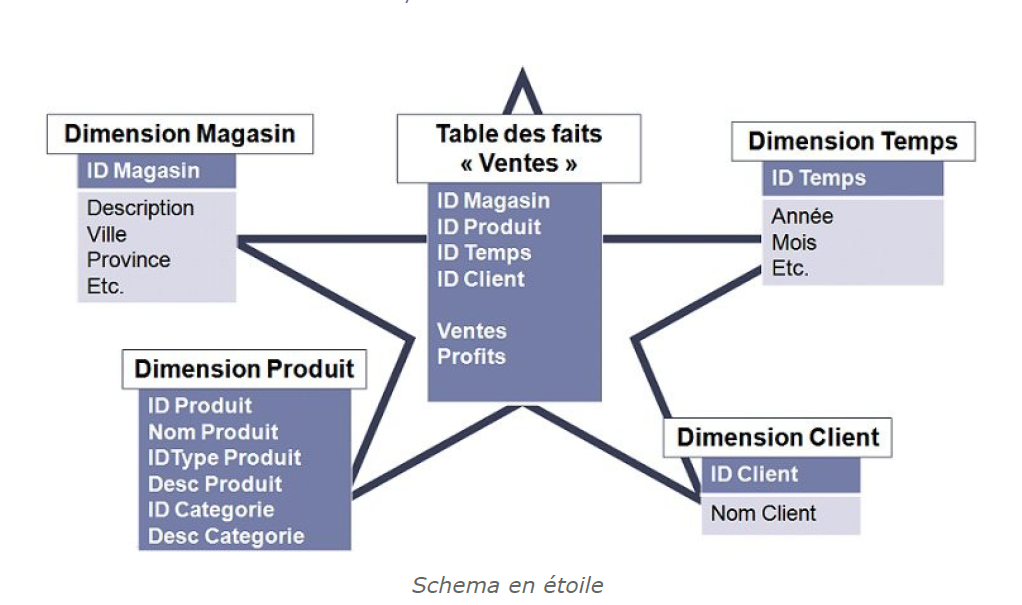 Dimension Magasin
ID Magasin
Description
Ville
Province
Etc.
Table des faits
« Ventes »
ID Magasin
ID Produit
ID Temps
ID Client
Ventes
Profits
Dimension Temps
ID Temps
Année
Mois
Etc.
Dimension Produit
ID Produit
Nom Produit
IDType Produit
Desc Produit
ID Categorie
Desc Categorie
Dimension Client
ID Client
Nom Client
Schema en étoile